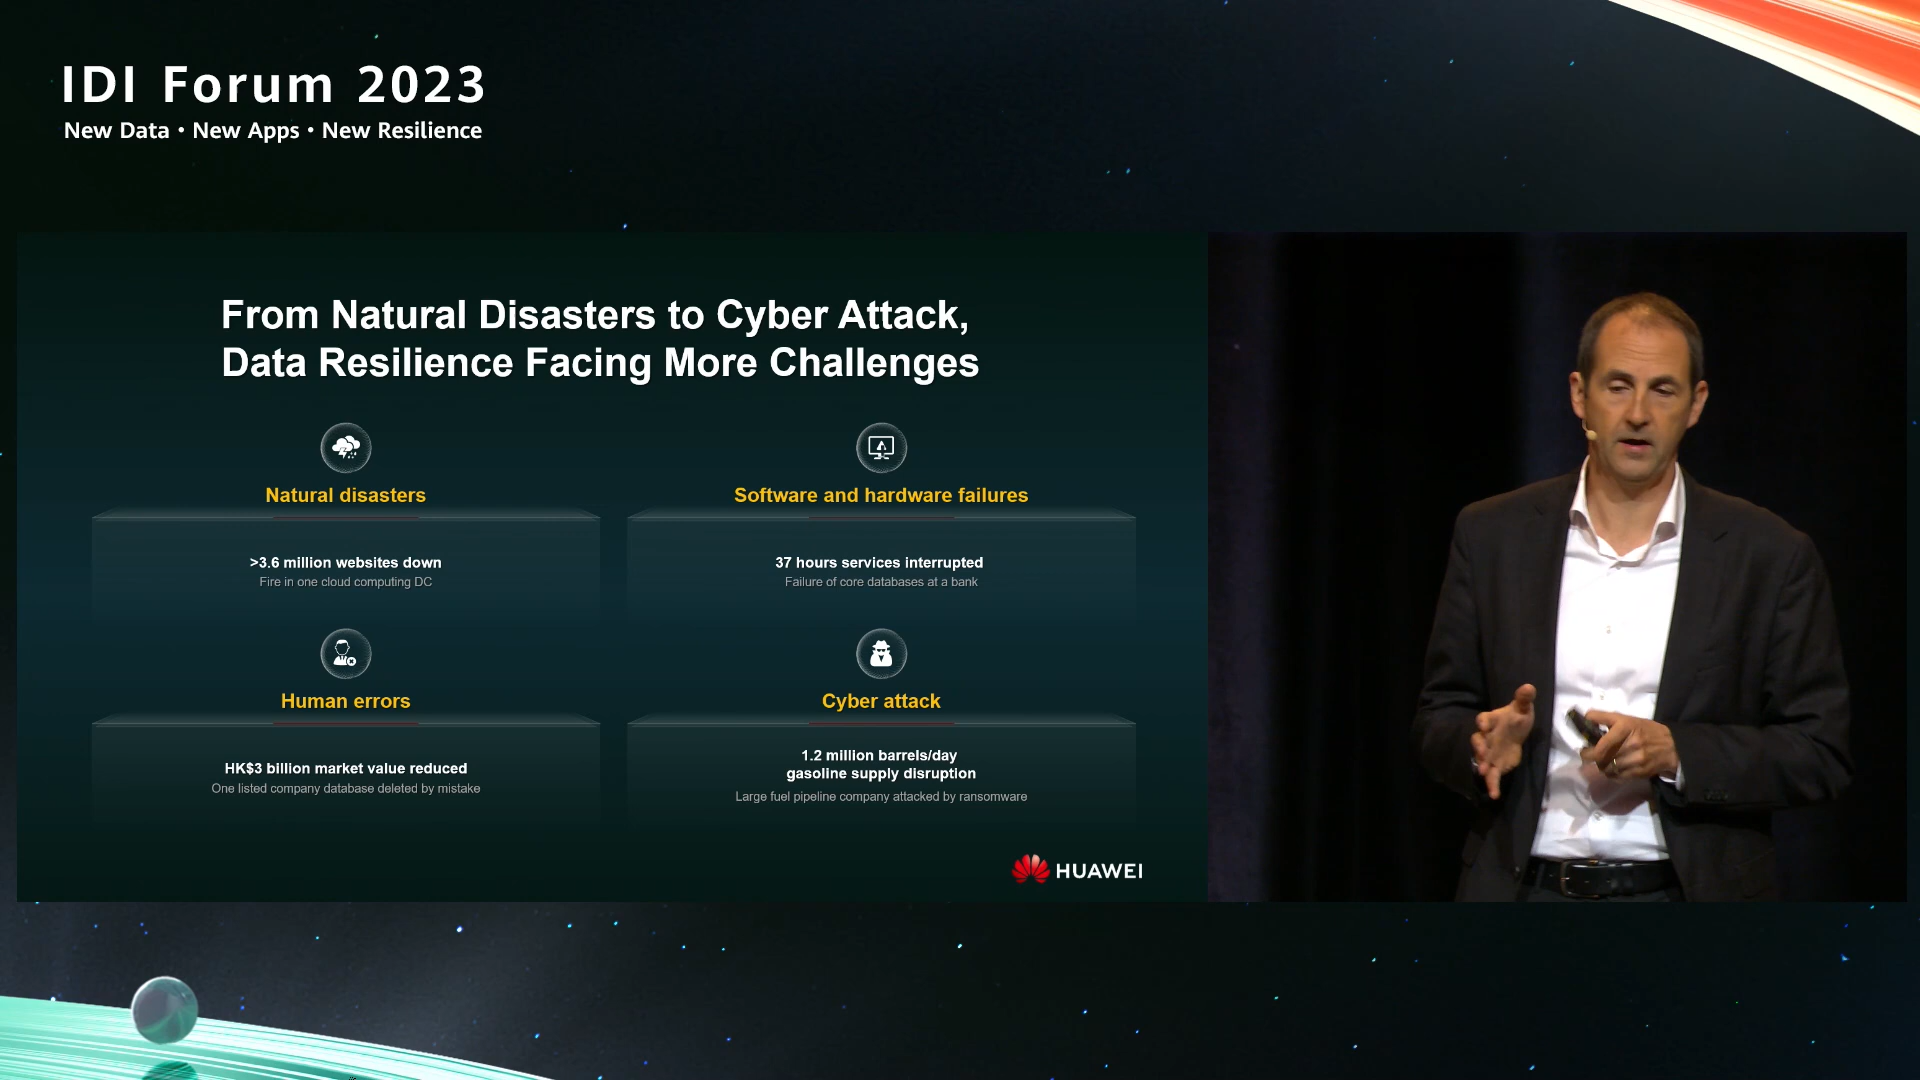 IDI Forum 2023
New Data • New Apps • New Resilience
From Natural Disasters to Cyber Attack,
Data Resilience Facing More Challenges
Natural disasters
>3.6 million websites down
Fire in one cloud computing DC
Software and hardware failures
37 hours services interrupted
Failure of core databases at a bank
Human errors
HK$3 billion market value reduced
One listed company database deleted by mistake
Cyber attack
1.2 million barrels/day
gasoline supply disruption
Large fuel pipeline company attacked by ransomware
HUAWEI